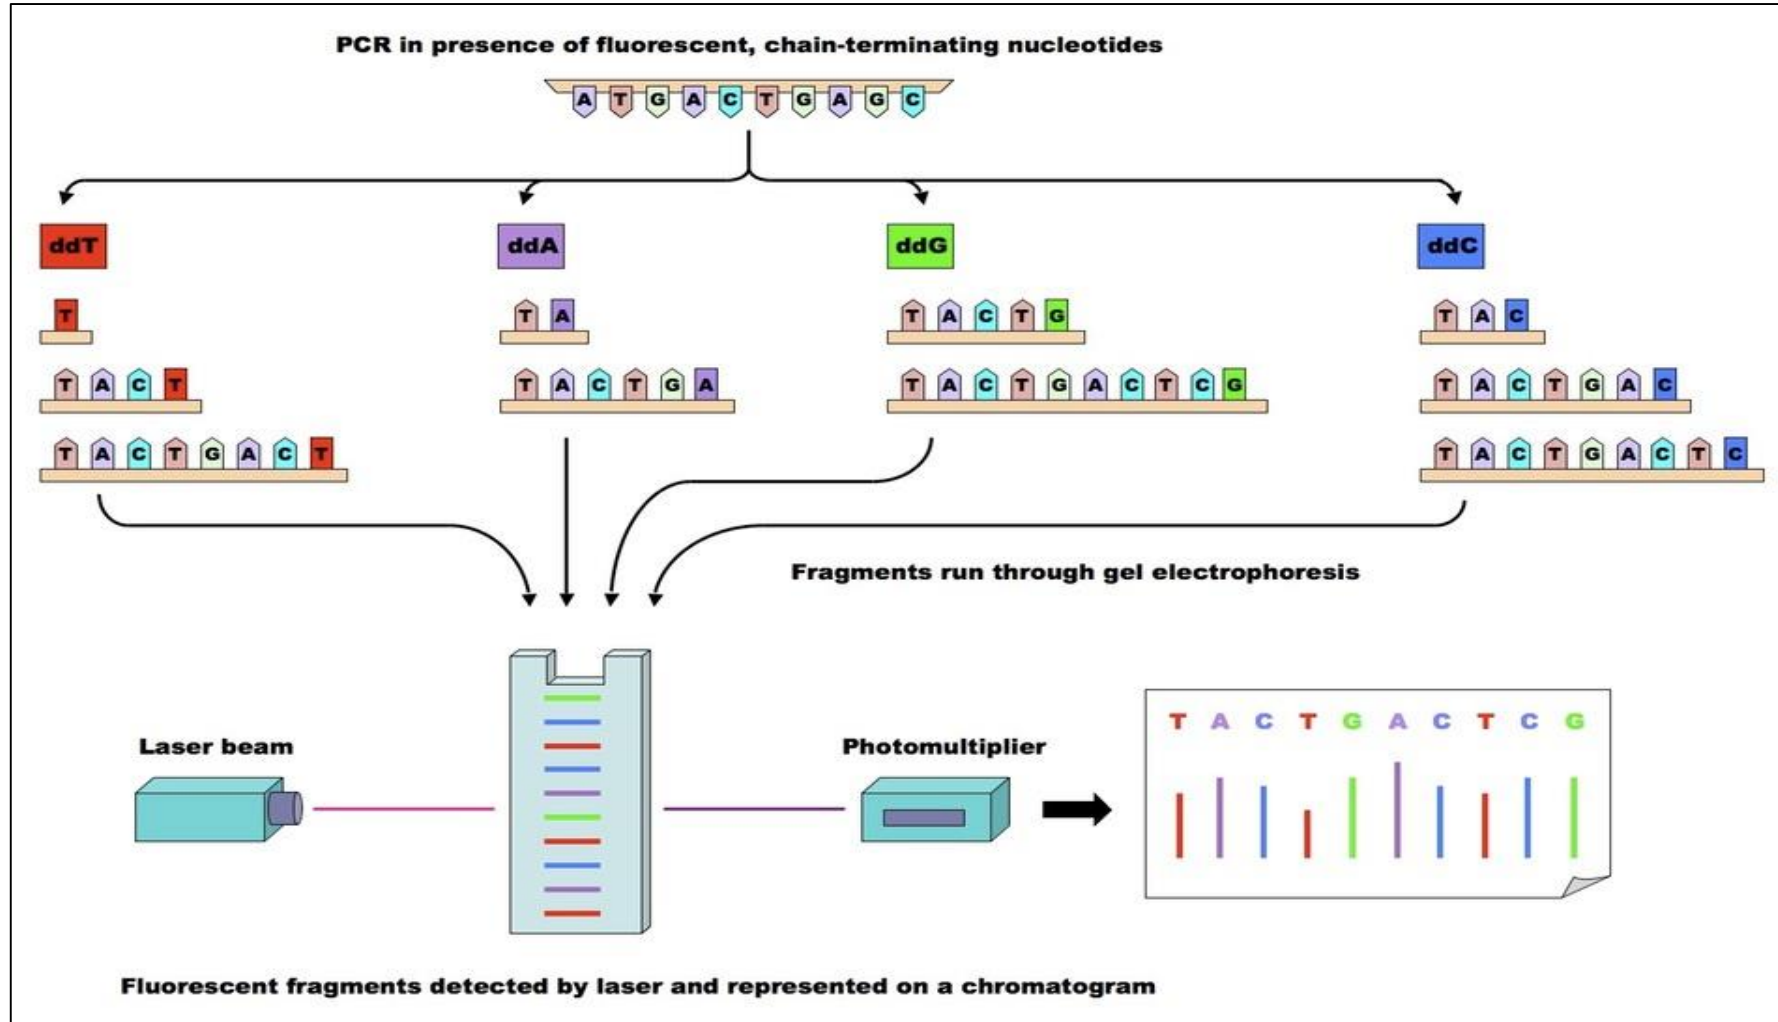 PCR in presence of fluorescent, chain-terminating nucleotides
A T G A C T G A G C
ddT ddA ddG ddC
T
T A C T
T A C T G A C T
T A
T A C T G A
T A C T G
T A C T G A C T C G
T A C
T A C T G A C
T A C T G A C T C
Fragments run through gel electrophoresis
Laser beam
Photomultiplier
T A C T G A C T C G
Fluorescent fragments detected by laser and represented on a chromatogram